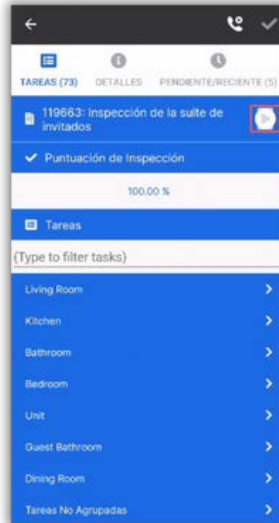 TAREAS (73) DETALLES PENDIENTE/RECIENTE (5)
119663: Inspección de la suite de
invitados
Puntuación de Inspección
100.00 %
Tareas
(Type to filter tasks)
Living Room
Kitchen
Bathroom
Bedroom
Unit
Guest Bathroom
Dining Room
Tareas No Agrupadas